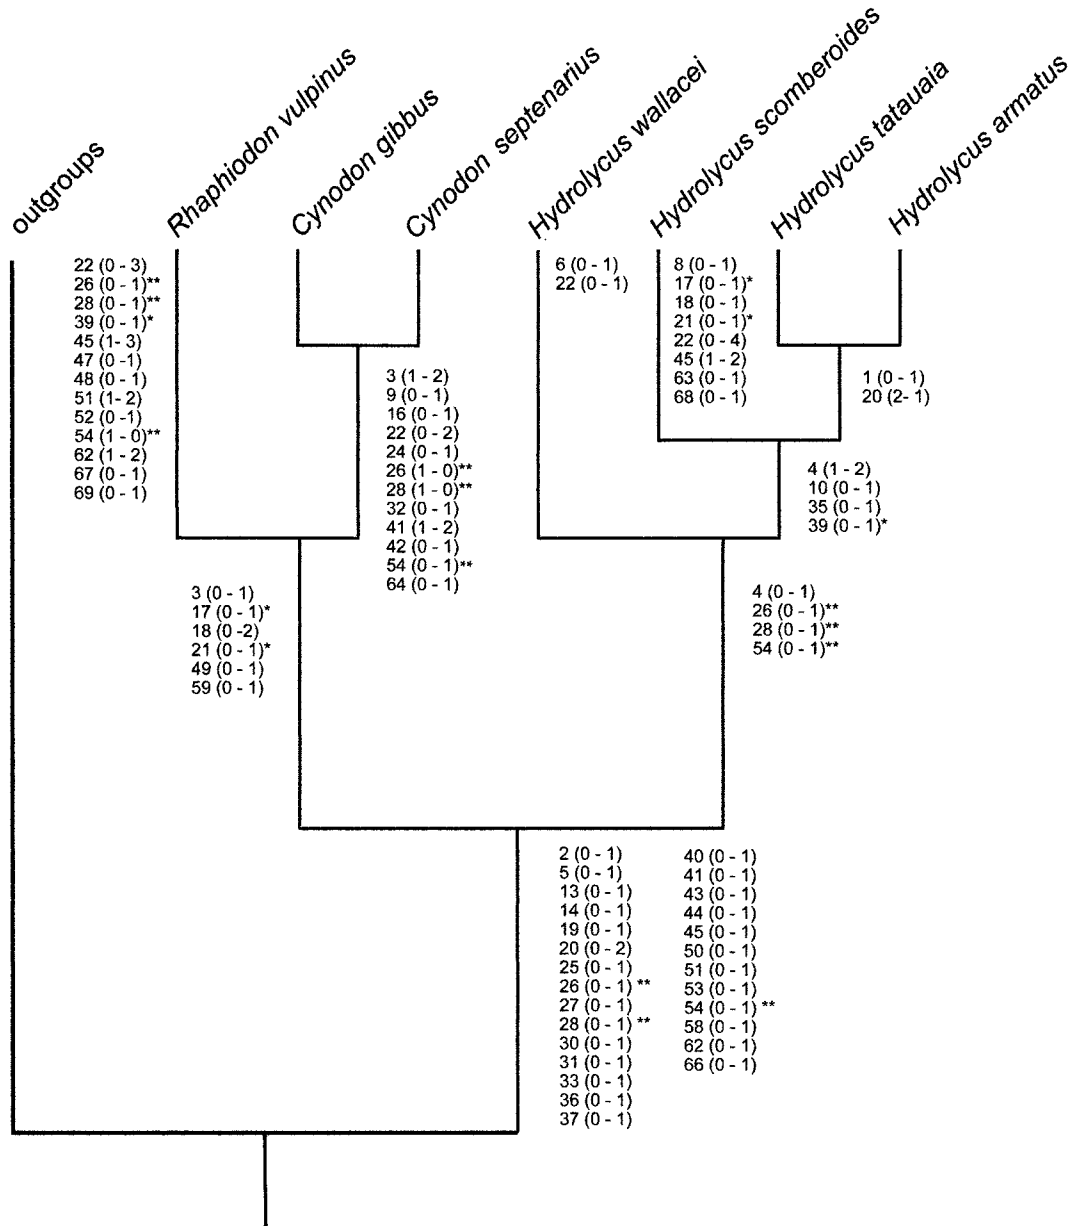 outgroups
Rhaphiodon vulpinus
Cynodon gibbus
Cynodon septenarius
Hydrolycus wallacei
Hydrolycus scomberoides
Hydrolycus tatauaia
Hydrolycus armatus
22 (0 - 3)
26 (0 - 1)**
28 (0 - 1)**
39 (0 - 1)*
45 (1- 3)
47 (0 -1)
48 (0 - 1)
51 (1- 2)
52 (0 -1)
54 (1 - 0)**
62 (1 - 2)
67 (0 - 1)
69 (0 - 1)
3 (1 - 2)
9 (0 - 1)
16 (0 - 1)
22 (0 - 2)
24 (0 - 1)
26 (1 - 0)**
28 (1 - 0)**
32 (0 - 1)
41 (1 - 2)
42 (0 - 1)
54 (0 - 1)**
64 (0 - 1)
6 (0 - 1)
22 (0 - 1)
8 (0 - 1)
17 (0 - 1)*
18 (0 - 1)
21 (0 - 1)*
22 (0 - 4)
45 (1 - 2)
63 (0 - 1)
68 (0 - 1)
1 (0 - 1)
20 (2- 1)
4 (1 - 2)
10 (0 - 1)
35 (0 - 1)
39 (0 - 1)*
3 (0 - 1)
17 (0 - 1)*
18 (0 -2)
21 (0 - 1)*
49 (0 - 1)
59 (0 - 1)
4 (0 - 1)
26 (0 - 1)**
28 (0 - 1)**
54 (0 - 1)**
2 (0 - 1)
5 (0 - 1)
13 (0 - 1)
14 (0 - 1)
19 (0 - 1)
20 (0 - 2)
25 (0 - 1)
26 (0 - 1) **
27 (0 - 1)
28 (0 - 1) **
30 (0 - 1)
31 (0 - 1)
33 (0 - 1)
36 (0 - 1)
37 (0 - 1)
40 (0 - 1)
41 (0 - 1)
43 (0 - 1)
44 (0 - 1)
45 (0 - 1)
50 (0 - 1)
51 (0 - 1)
53 (0 - 1)
54 (0 - 1) **
58 (0 - 1)
62 (0 - 1)
66 (0 - 1)